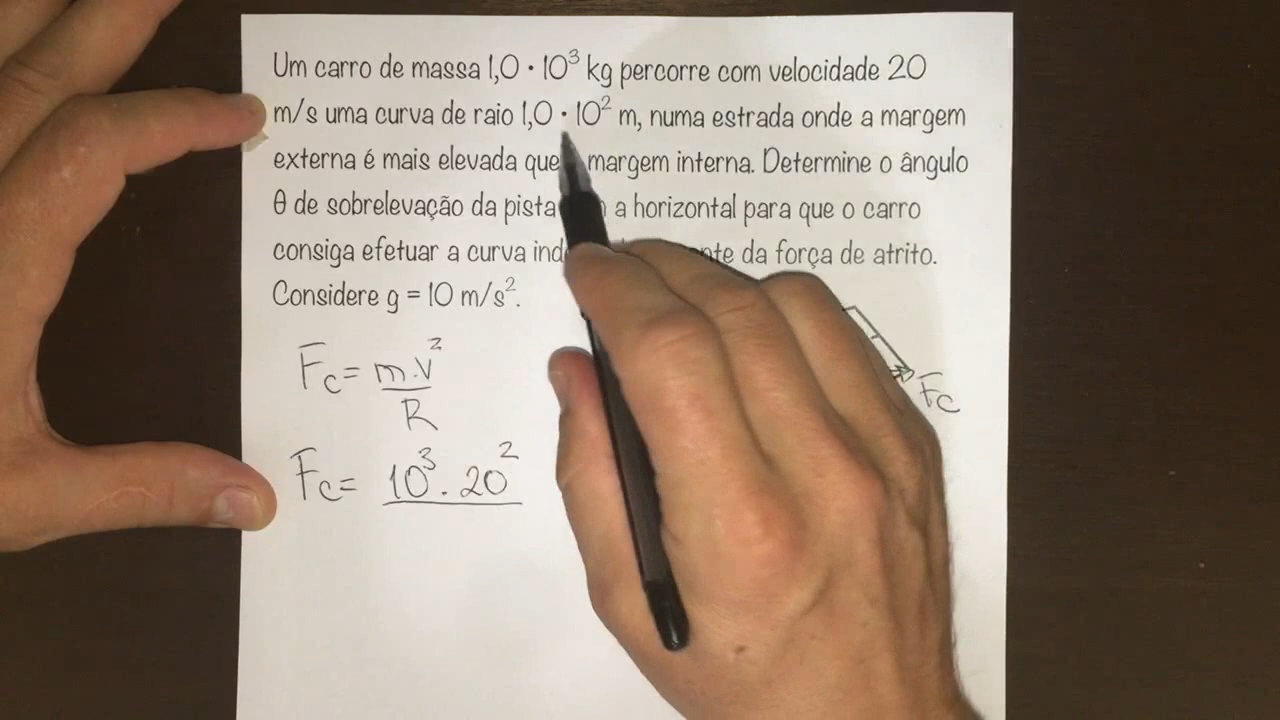 Um carro de massa 1,0 · 10³ kg percorre com velocidade 20
m/s uma curva de raio 1,0 · 10² m, numa estrada onde a margem
externa é mais elevada que margem interna. Determine o ângulo
θ de sobrelevação da pista a horizontal para que o carro
consiga efetuar a curva da força de atrito.
Considere g = 10 m/s².
Fc = m.v²
R
Fc
Fc = 10³ . 20²